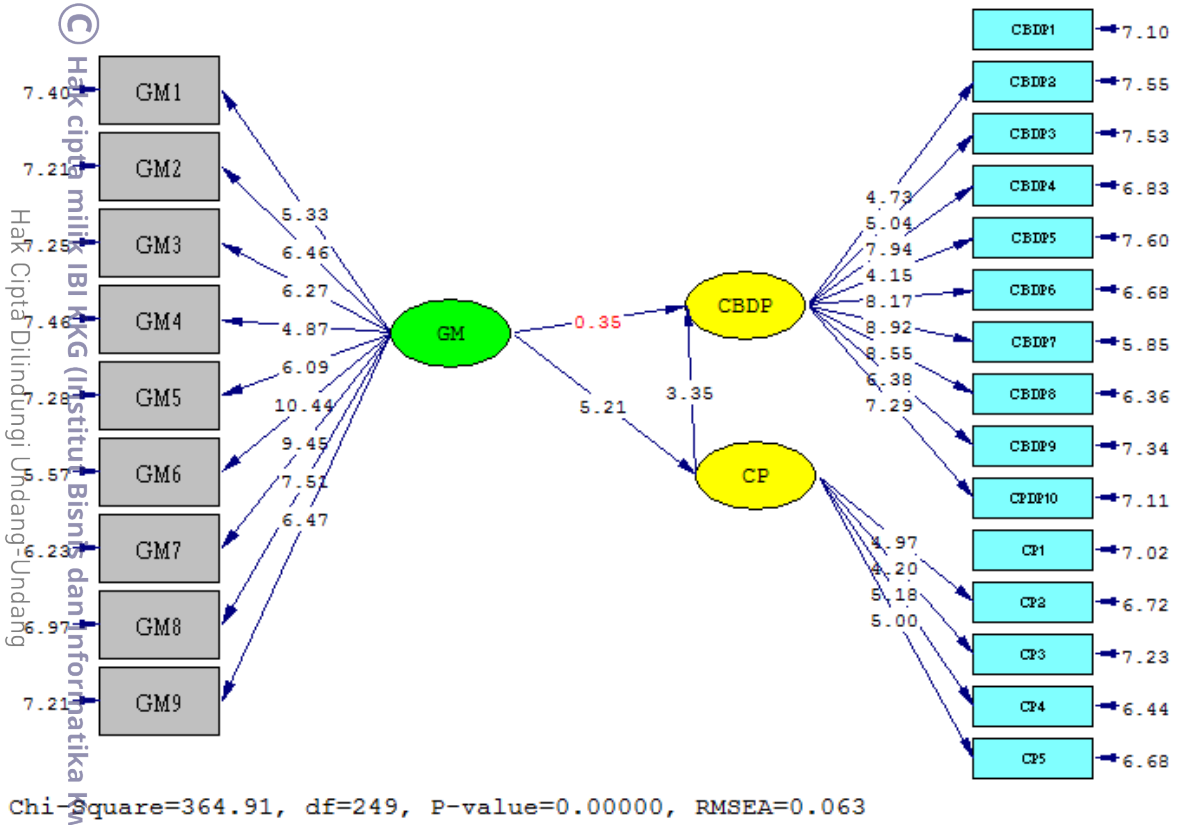 © Hak cipta milik IBI KKG (Institut Bisnis dan Informatika Kw
Hak Cipta Dilindungi Undang-Undang
7.40 GM1
7.21 GM2
7.25 GM3
7.46 GM4
7.28 GM5
5.57 GM6
6.23 GM7
6.97 GM8
7.21 GM9
5.33
6.46
6.27
4.87
6.09
10.44
9.45
7.51
6.47
GM
0.35
5.21
3.35
CBDP
CP
4.73
5.04
7.94
4.15
8.17
8.92
8.55
6.38
7.29
4.97
4.20
5.18
5.00
CBDP1 7.10
CBDP2 7.55
CBDP3 7.53
CBDP4 6.83
CBDP5 7.60
CBDP6 6.68
CBDP7 5.85
CBDP8 6.36
CBDP9 7.34
CPDP10 7.11
CP1 7.02
CP2 6.72
CP3 7.23
CP4 6.44
CP5 6.68
Chi-Square=364.91, df=249, P-value=0.00000, RMSEA=0.063